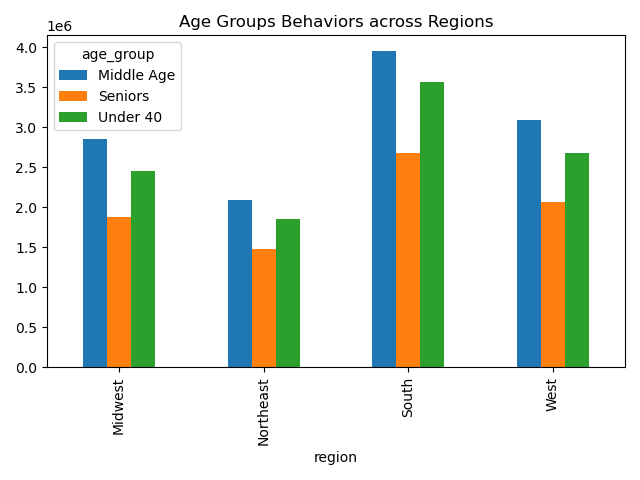 Age Groups Behaviors across Regions
1e6
age_group
Middle Age
Seniors
Under 40
4.0
3.5
3.0
2.5
2.0
1.5
1.0
0.5
0.0
Midwest
Northeast
South
West
region